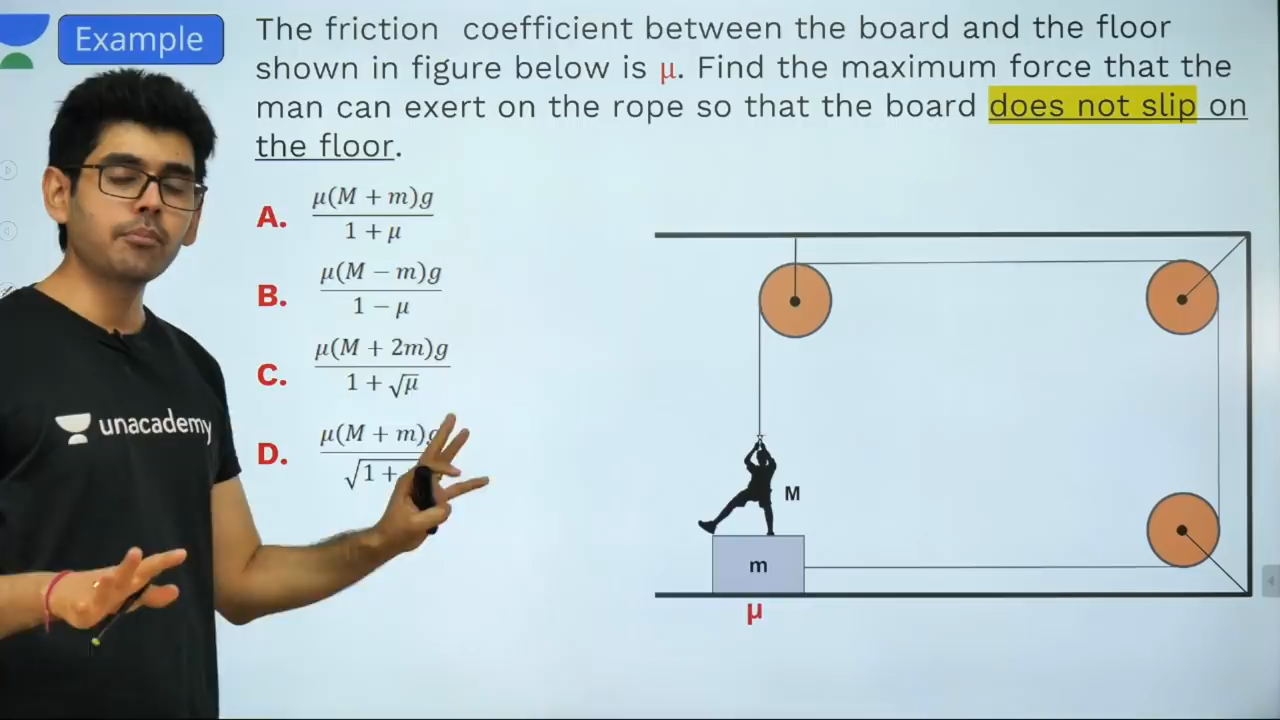 Example
The friction coefficient between the board and the floor
shown in figure below is μ. Find the maximum force that the
man can exert on the rope so that the board does not slip on
the floor.
A. μ(M + m)g
1 + μ
B. μ(M − m)g
1 − μ
C. μ(M + 2m)g
1 + √μ
D. μ(M + m)g
√1 +
unacademy
M
m
μ